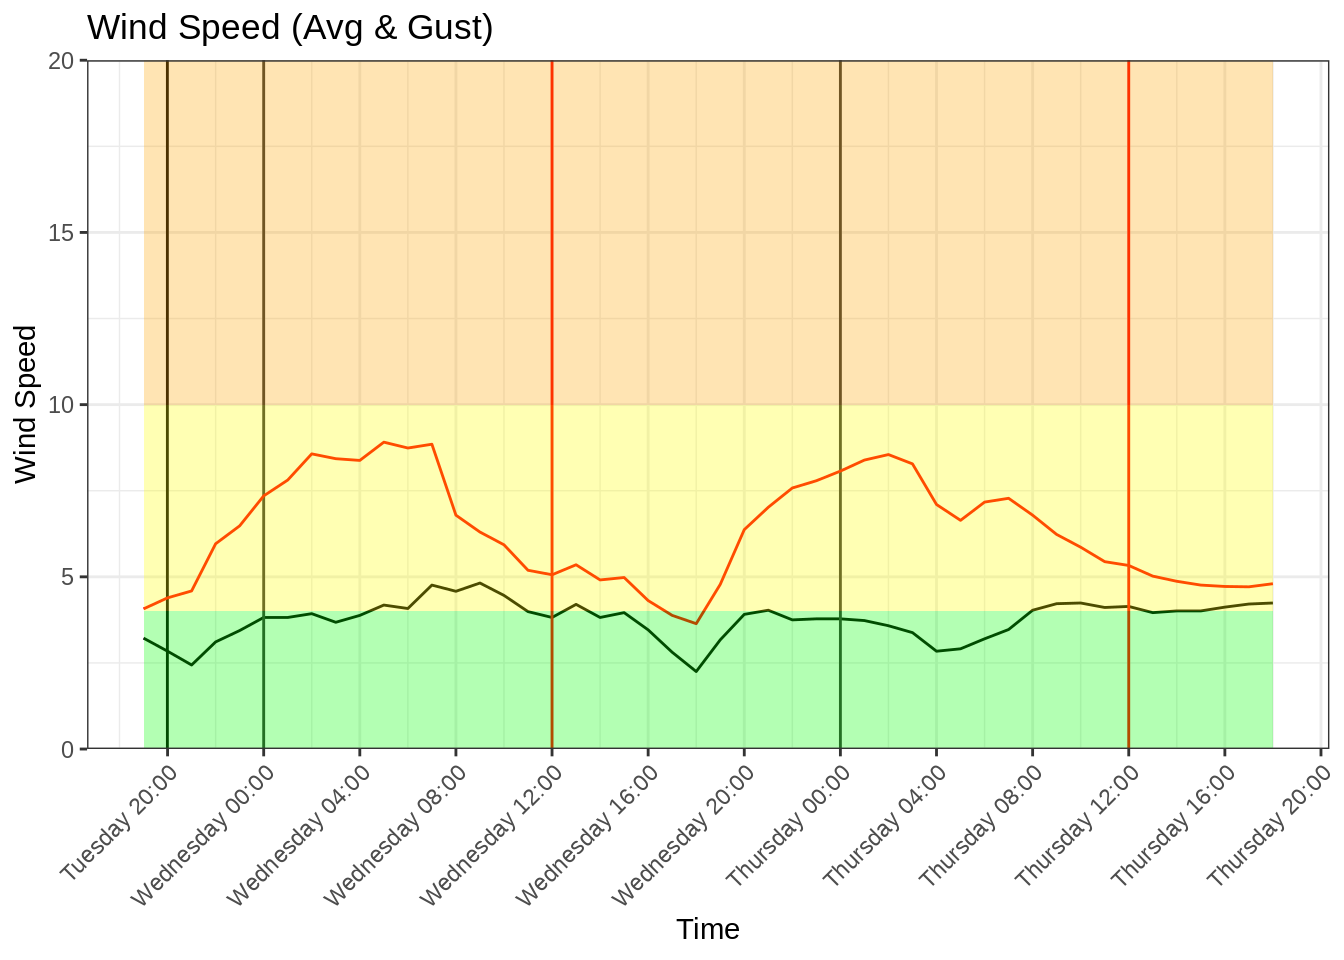 Wind Speed (Avg & Gust)
20
15
10
5
0
Wind Speed
Tuesday 20:00
Wednesday 00:00
Wednesday 04:00
Wednesday 08:00
Wednesday 12:00
Wednesday 16:00
Wednesday 20:00
Thursday 00:00
Thursday 04:00
Thursday 08:00
Thursday 12:00
Thursday 16:00
Thursday 20:00
Time